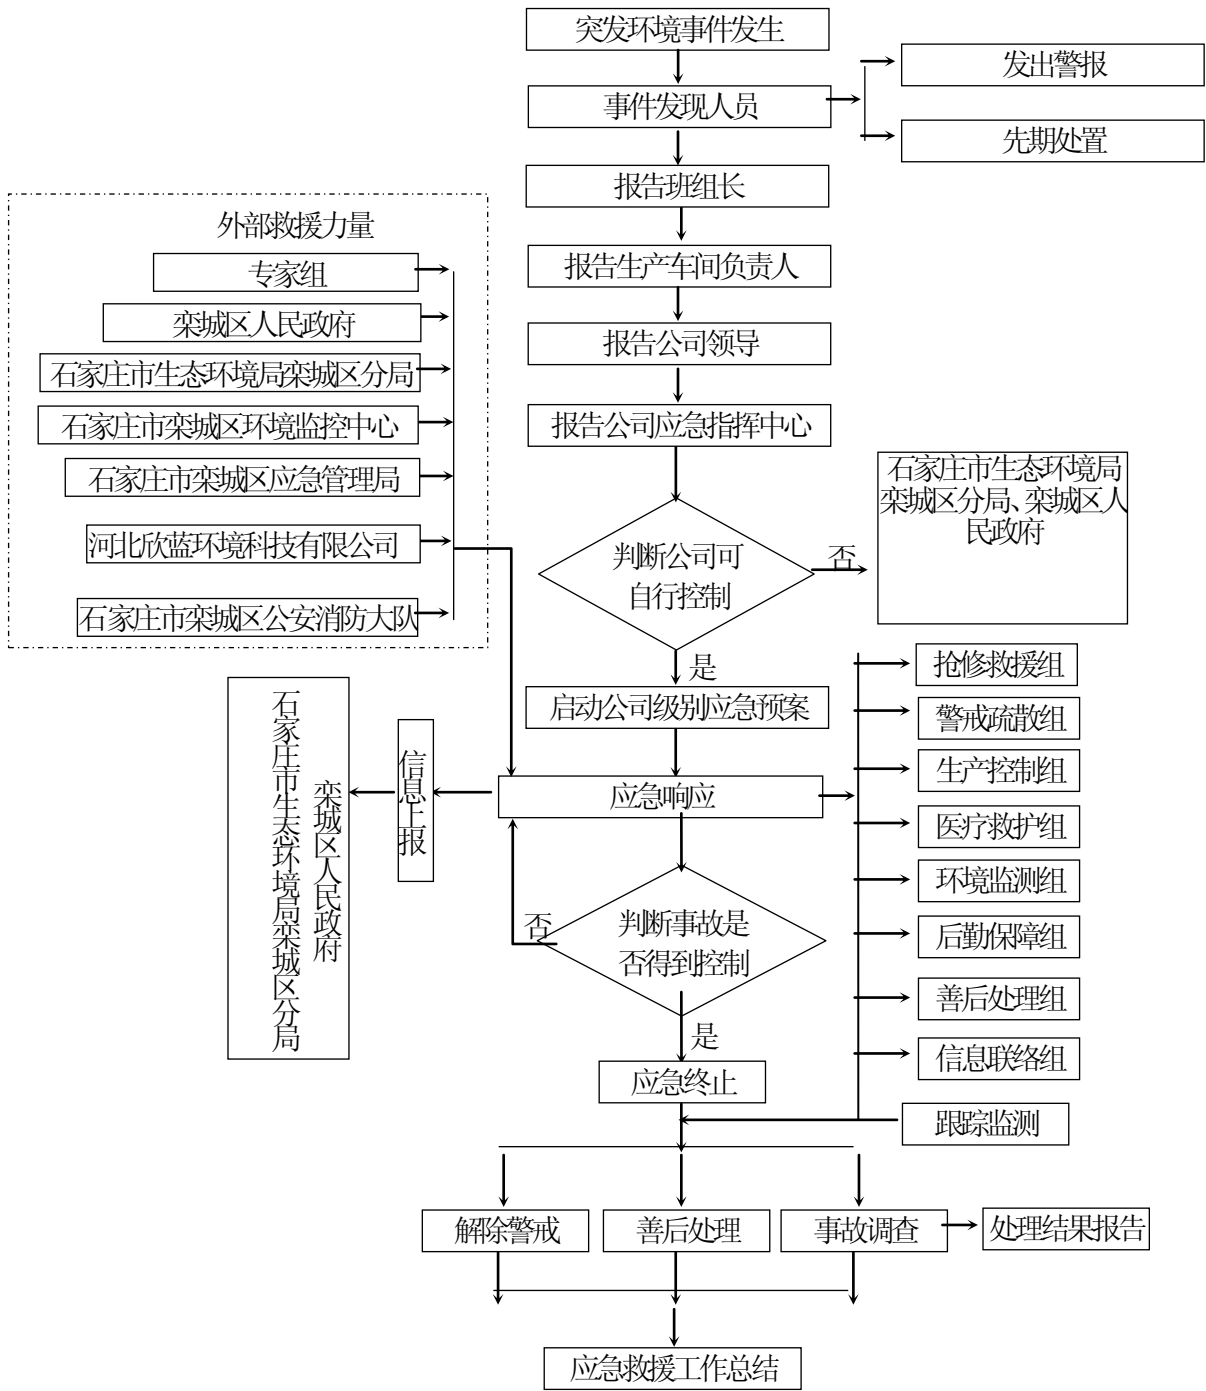 突发环境事件发生
事件发现人员
发出警报
先期处置
报告班组长
报告生产车间负责人
报告公司领导
报告公司应急指挥中心
外部救援力量
专家组
栾城区人民政府
石家庄市生态环境局栾城区分局
石家庄市栾城区环境监控中心
石家庄市栾城区应急管理局
河北欣蓝环境科技有限公司
石家庄市栾城区公安消防大队
判断公司可
自行控制
否
石家庄市生态环境局
栾城区分局、栾城区人
民政府
是
启动公司级别应急预案
应急响应
信息上报
栾城区人民政府
石家庄市生态环境局栾城区分局
抢修救援组
警戒疏散组
生产控制组
医疗救护组
环境监测组
后勤保障组
善后处理组
信息联络组
判断事故是
否得到控制
否
是
应急终止
跟踪监测
解除警戒
善后处理
事故调查
处理结果报告
应急救援工作总结